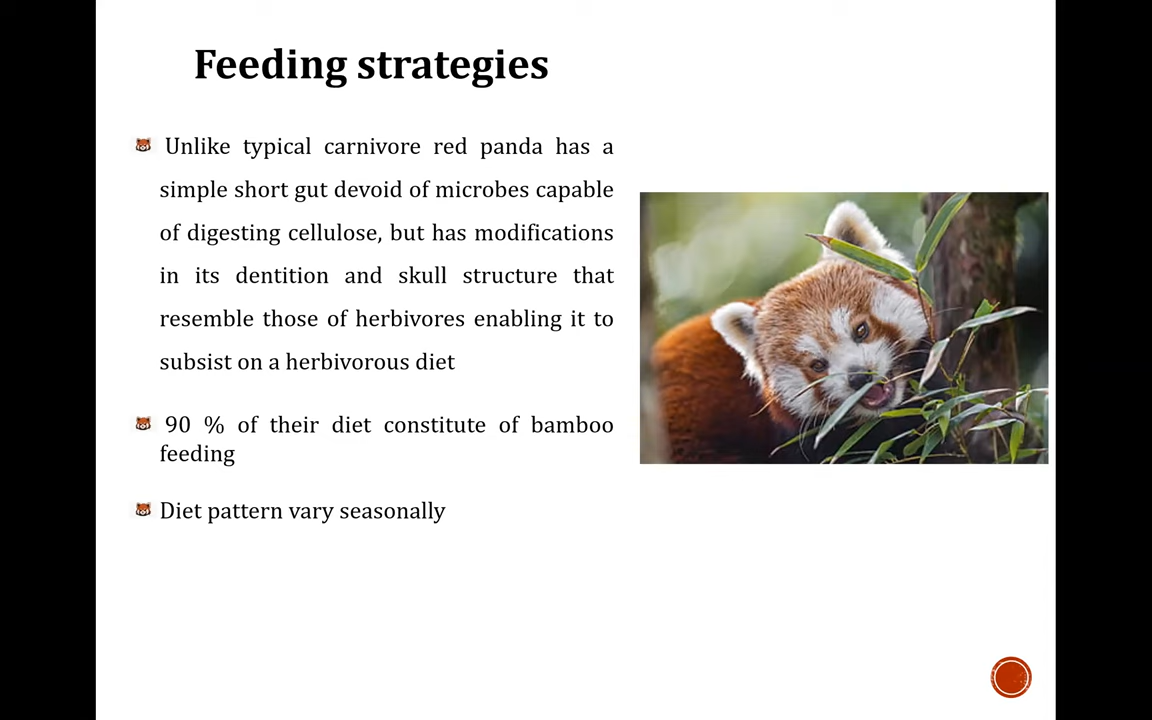 Feeding strategies
Unlike typical carnivore red panda has a
simple short gut devoid of microbes capable
of digesting cellulose, but has modifications
in its dentition and skull structure that
resemble those of herbivores enabling it to
subsist on a herbivorous diet
90 % of their diet constitute of bamboo
feeding
Diet pattern vary seasonally